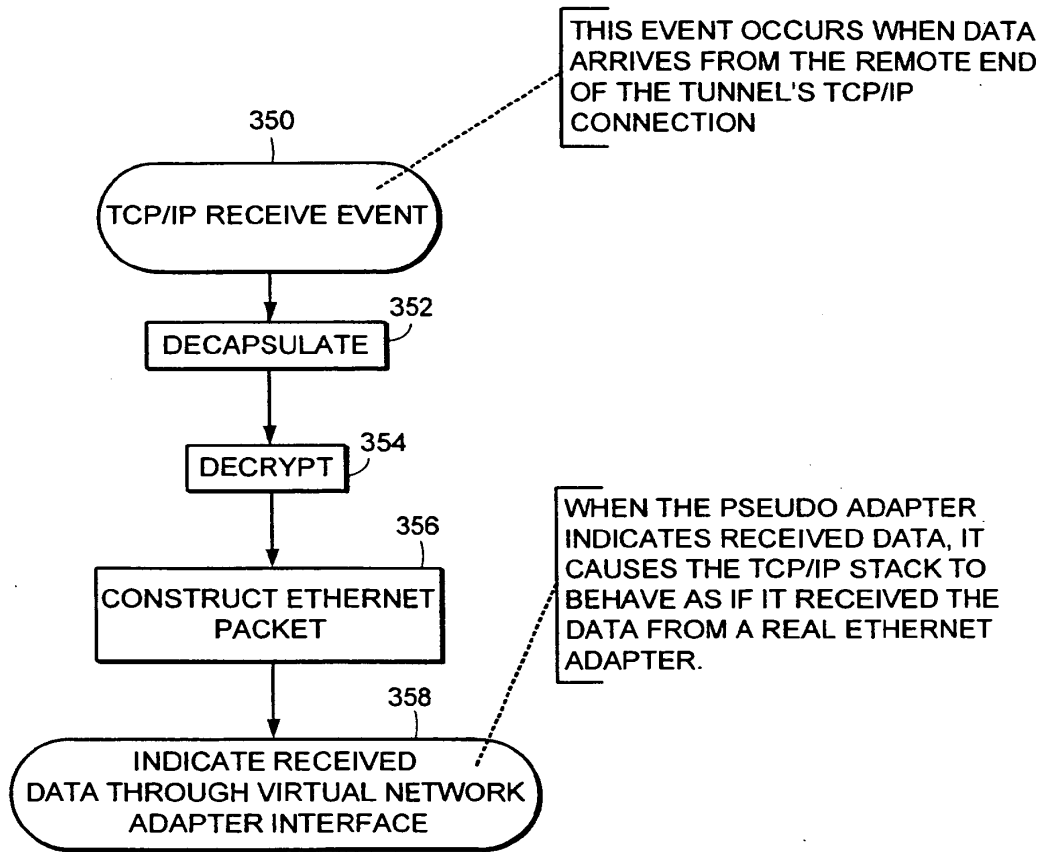 THIS EVENT OCCURS WHEN DATA
ARRIVES FROM THE REMOTE END
OF THE TUNNEL'S TCP/IP
CONNECTION
350
TCP/IP RECEIVE EVENT
352
DECAPSULATE
354
DECRYPT
356
CONSTRUCT ETHERNET
PACKET
WHEN THE PSEUDO ADAPTER
INDICATES RECEIVED DATA, IT
CAUSES THE TCP/IP STACK TO
BEHAVE AS IF IT RECEIVED THE
DATA FROM A REAL ETHERNET
ADAPTER.
358
INDICATE RECEIVED
DATA THROUGH VIRTUAL NETWORK
ADAPTER INTERFACE